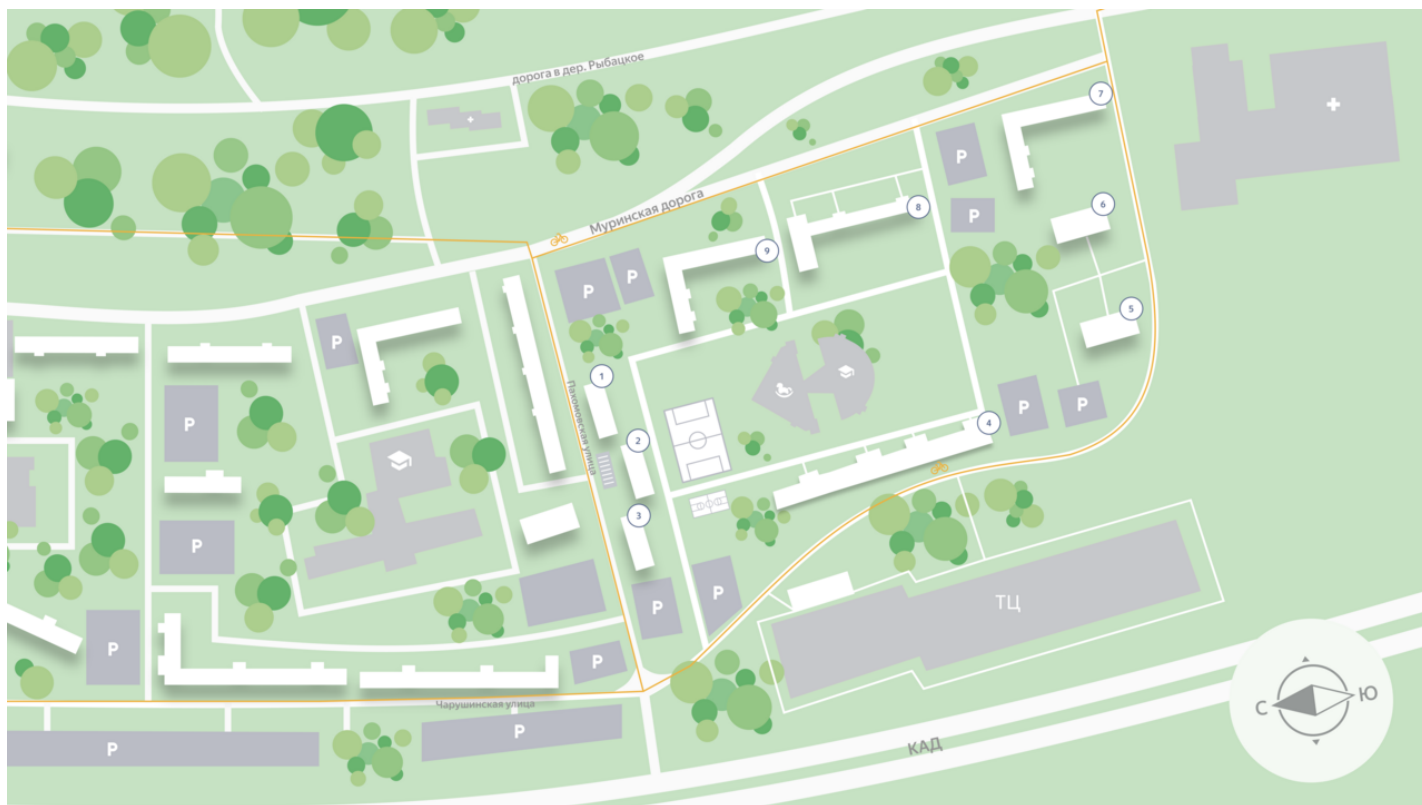 дорога в дер. Рыбацкое
7
P
6
8
P
Муринская дорога
9
P
P
5
P
1
Пахомовская улица
P
P
4
2
P
3
P
P
P
ТЦ
P
P
P
С
Ю
Чарушинская улица
P
P
КАД